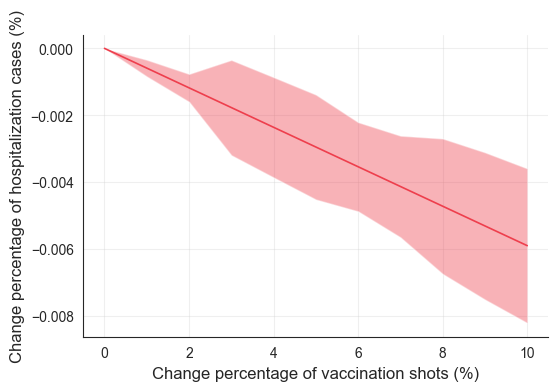 Change percentage of hospitalization cases (%)
0.000
−0.002
−0.004
−0.006
−0.008
0 2 4 6 8 10
Change percentage of vaccination shots (%)